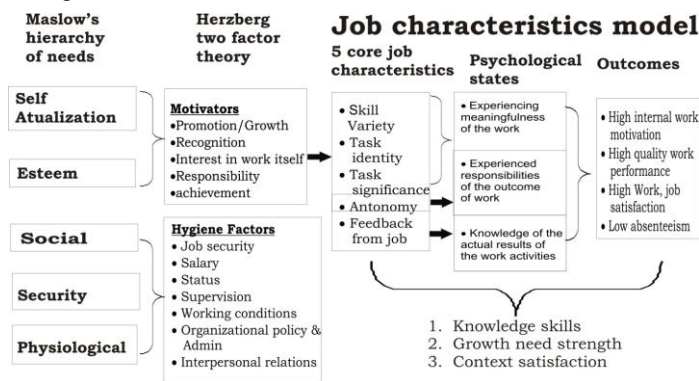 Maslow's
hierarchy
of needs
Herzberg
two factor
theory
Job characteristics model
5 core job
characteristics
Psychological
states
Outcomes
Self
Atualization
Esteem
Social
Security
Physiological
Motivators
•Promotion/Growth
•Recognition
•Interest in work itself
•Responsibility
•achievement
Hygiene Factors
• Job security
• Salary
• Status
• Supervision
• Working conditions
• Organizational policy &
Admin
• Interpersonal relations
• Skill
Variety
• Task
identity
• Task
significance
• Antonomy
• Feedback
from job
• Experiencing
meaningfulness
of the work
• Experienced
responsibilities
of the outcome
of work
• Knowledge of the
actual results of
the work activities
• High internal work
motivation
• High quality work
performance
• High Work, job
satisfaction
• Low absenteeism
1. Knowledge skills
2. Growth need strength
3. Context satisfaction